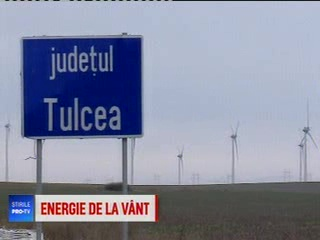 județul
Tulcea
ȘTIRILE
PRO•TV
ENERGIE DE LA VÂNT